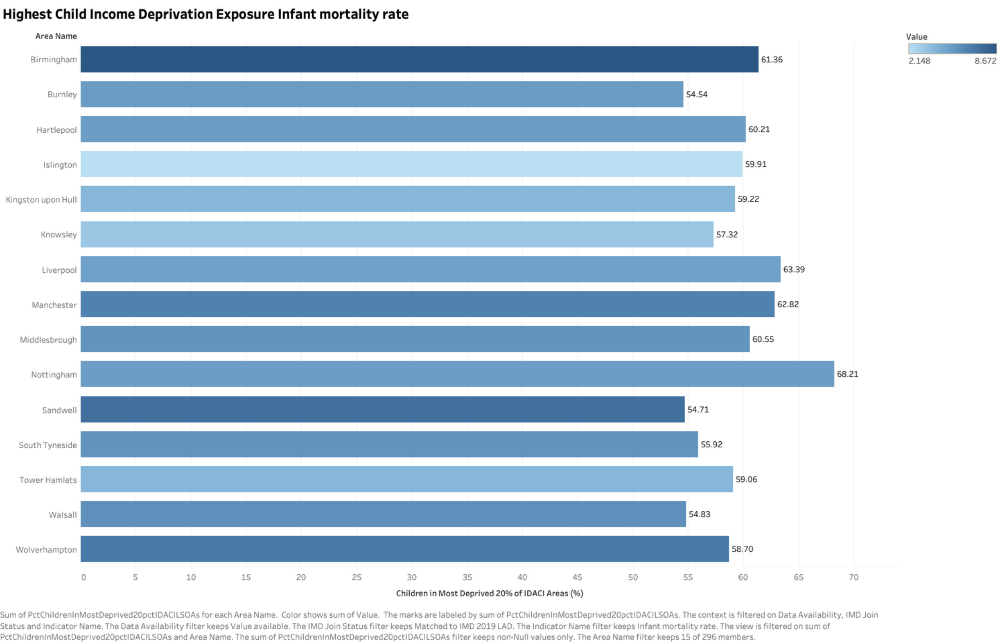 Highest Child Income Deprivation Exposure Infant mortality rate
Area Name
Value
2.148 8.672
Birmingham 61.36
Burnley 54.54
Hartlepool 60.21
Islington 59.91
Kingston upon Hull 59.22
Knowsley 57.32
Liverpool 63.39
Manchester 62.82
Middlesbrough 60.55
Nottingham 68.21
Sandwell 54.71
South Tyneside 55.92
Tower Hamlets 59.06
Walsall 54.83
Wolverhampton 58.70
0 5 10 15 20 25 30 35 40 45 50 55 60 65 70
Children in Most Deprived 20% of IDACI Areas (%)
Sum of PctChildrenInMostDeprived20pctIDACILSOAs for each Area Name.  Color shows sum of Value.  The marks are labeled by sum of PctChildrenInMostDeprived20pctIDACILSOAs. The context is filtered on Data Availability, IMD Join
Status and Indicator Name. The Data Availability filter keeps Value available. The IMD Join Status filter keeps Matched to IMD 2019 LAD. The Indicator Name filter keeps Infant mortality rate. The view is filtered on sum of
PctChildrenInMostDeprived20pctIDACILSOAs and Area Name. The sum of PctChildrenInMostDeprived20pctIDACILSOAs filter keeps non-Null values only. The Area Name filter keeps 15 of 296 members.